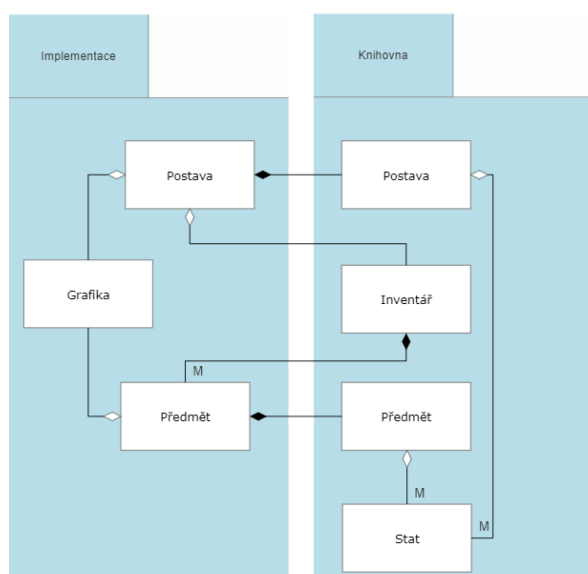 Implementace
Knihovna
Postava
Postava
Grafika
Inventář
M
Předmět
Předmět
M
Stat
M